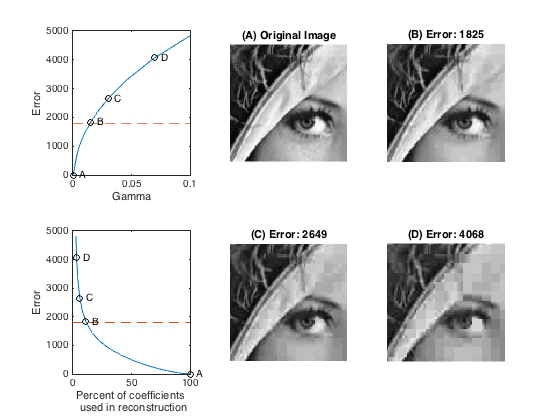 (A) Original Image
(B) Error: 1825
5000
4000
3000
2000
1000
0
Error
D
C
B
A
0
0.05
0.1
Gamma
(C) Error: 2649
(D) Error: 4068
5000
4000
3000
2000
1000
0
Error
D
C
B
A
0
50
100
Percent of coefficients
used in reconstruction